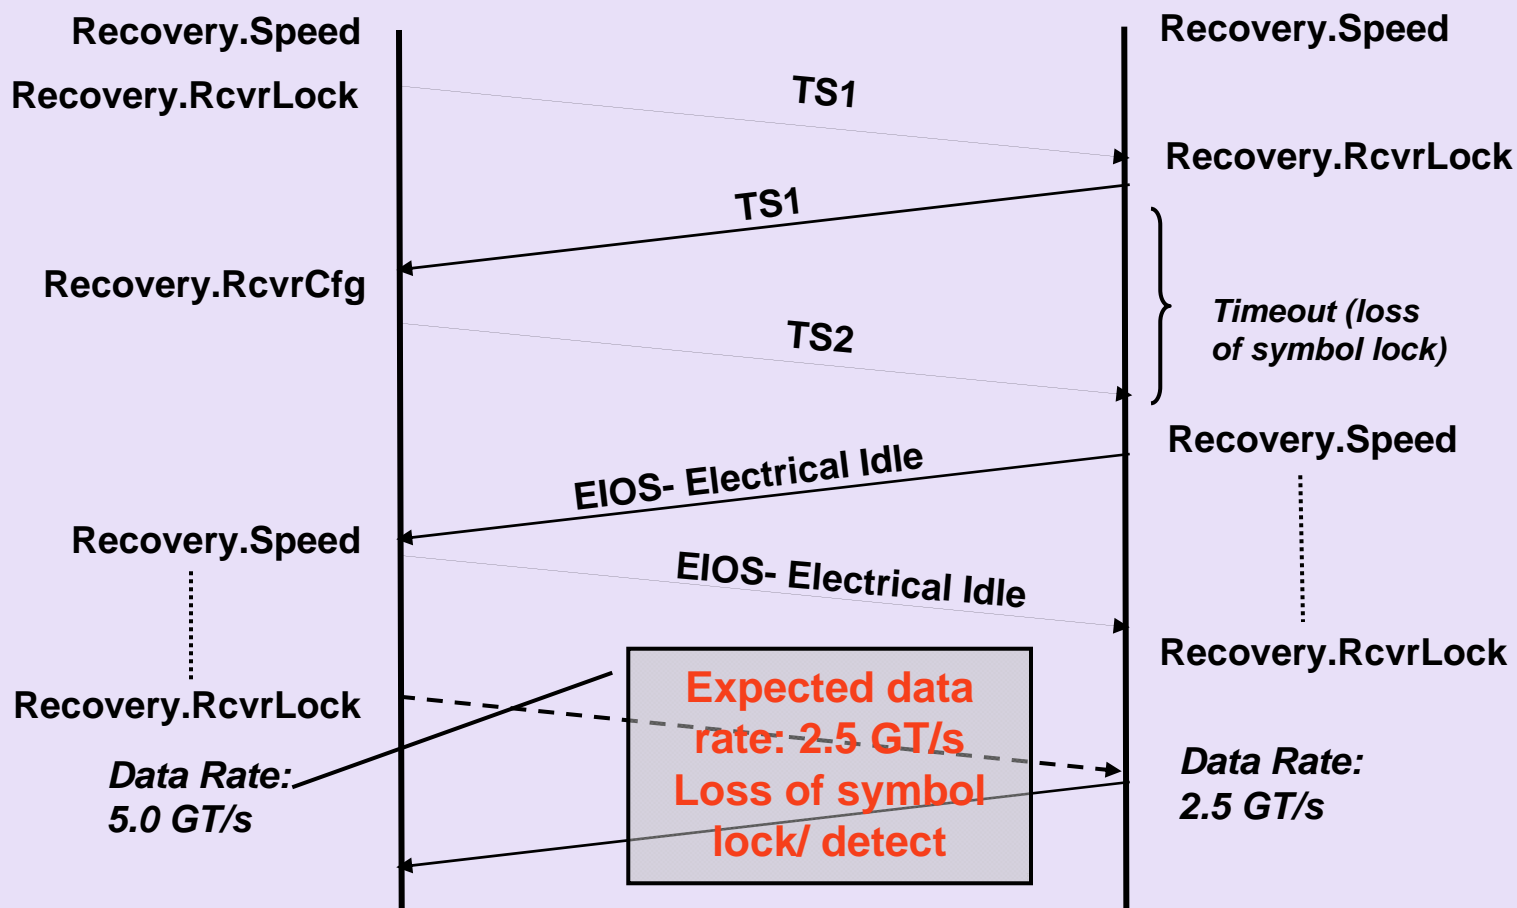 Recovery.Speed
Recovery.Speed
Recovery.RcvrLock
TS1
Recovery.RcvrLock
TS1
Recovery.RcvrCfg
Timeout (loss
of symbol lock)
TS2
Recovery.Speed
EIOS- Electrical Idle
Recovery.Speed
EIOS- Electrical Idle
Recovery.RcvrLock
Recovery.RcvrLock
Expected data
rate: 2.5 GT/s
Loss of symbol
lock/ detect
Data Rate:
5.0 GT/s
Data Rate:
2.5 GT/s